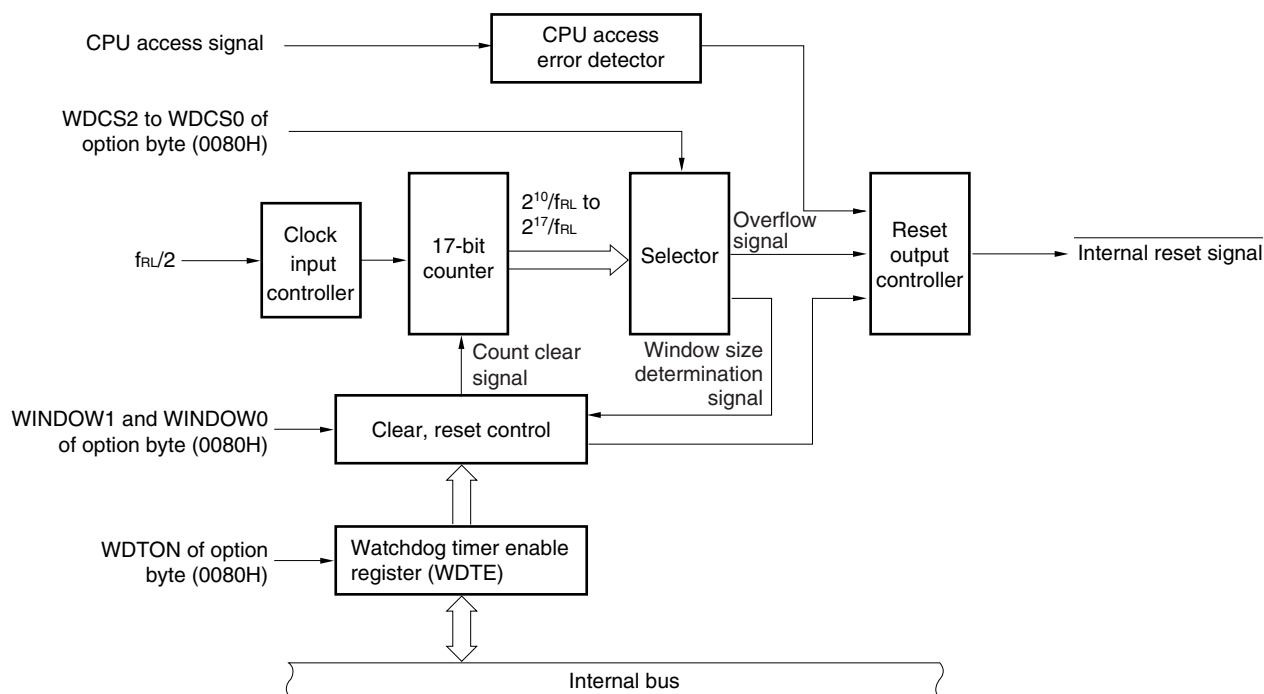 CPU access signal
CPU access
error detector
WDCS2 to WDCS0 of
option byte (0080H)
2¹⁰/fRL to
2¹⁷/fRL
fRL/2
Clock
input
controller
17-bit
counter
Selector
Overflow
signal
Reset
output
controller
Internal reset signal
Count clear
signal
Window size
determination
signal
WINDOW1 and WINDOW0
of option byte (0080H)
Clear, reset control
WDTON of option
byte (0080H)
Watchdog timer enable
register (WDTE)
Internal bus